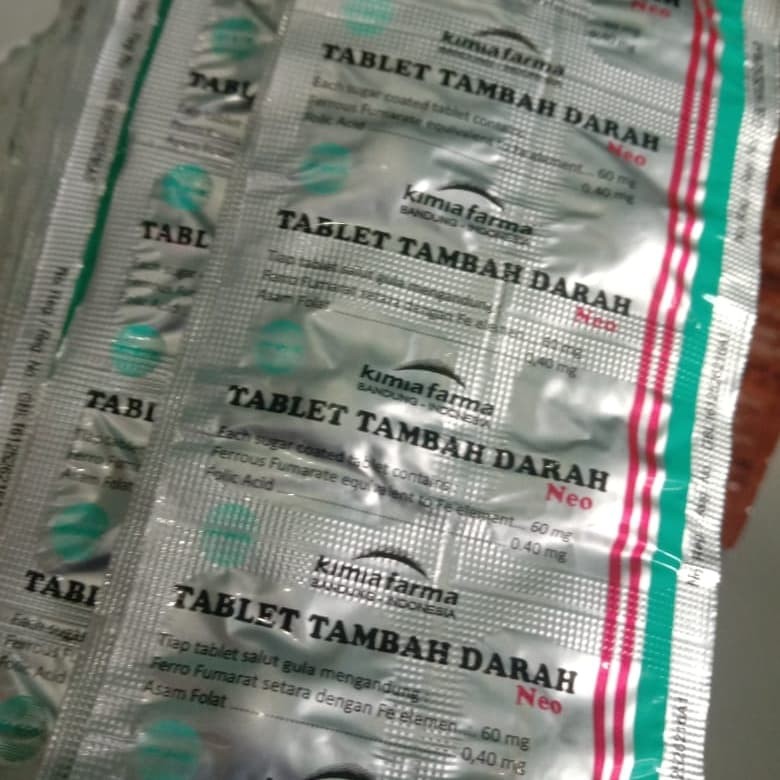 Neo
kimia farma
BANDUNG - INDONESIA
TABLET TAMBAH DARAH
Neo
Each sugar coated tablet contains:
Ferrous Fumarate equivalent to Fe element... 60 mg
Folic Acid 0.40 mg
kimia farma
BANDUNG - INDONESIA
TABLET TAMBAH DARAH
Neo
Tiap tablet salut gula mengandung
Ferro Fumarat setara dengan Fe elemen... 60 mg
Asam Folat 0,40 mg
kimia farma
BANDUNG - INDONESIA
TABLET TAMBAH DARAH
Neo
Each sugar coated tablet contains:
Ferrous Fumarate equivalent to Fe element... 60 mg
Folic Acid 0.40 mg
kimia farma
BANDUNG - INDONESIA
TABLET TAMBAH DARAH
Neo
Tiap tablet salut gula mengandung:
Ferro Fumarat setara dengan Fe elemen... 60 mg
Asam Folat 0,40 mg
TABL
TABL
TABL
TABL